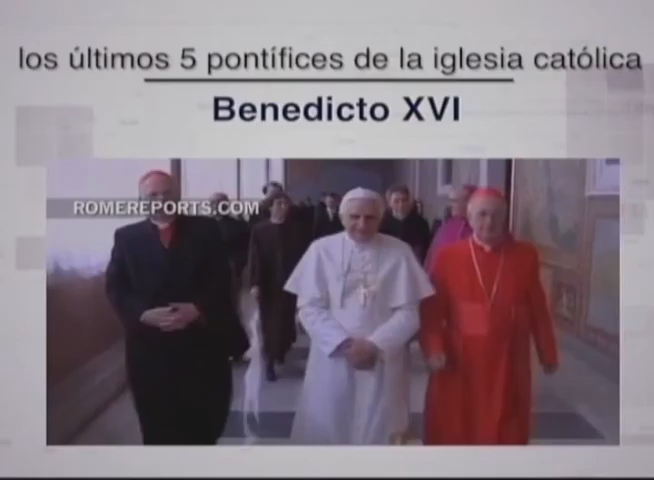 los últimos 5 pontífices de la iglesia católica
Benedicto XVI
ROMEREPORTS.COM